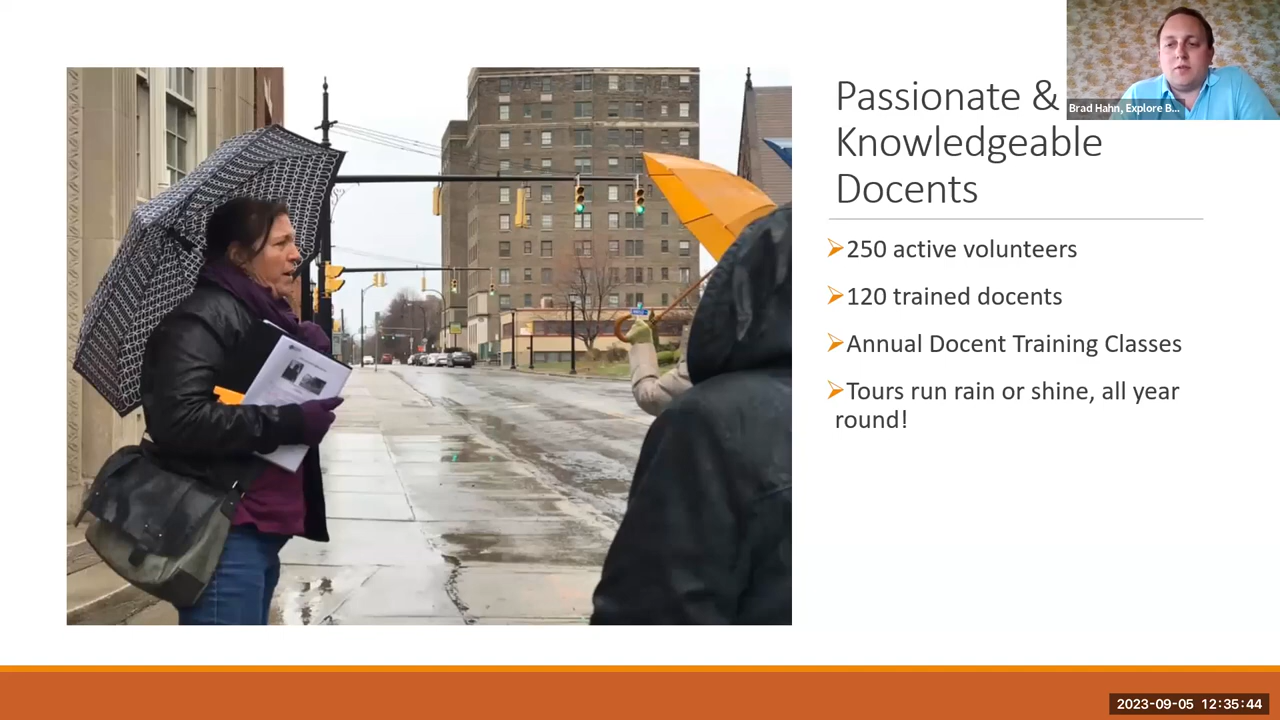 Passionate &
Knowledgeable
Docents
Brad Hahn, Explore B...
250 active volunteers
120 trained docents
Annual Docent Training Classes
Tours run rain or shine, all year
round!
2023-09-05 12:35:44